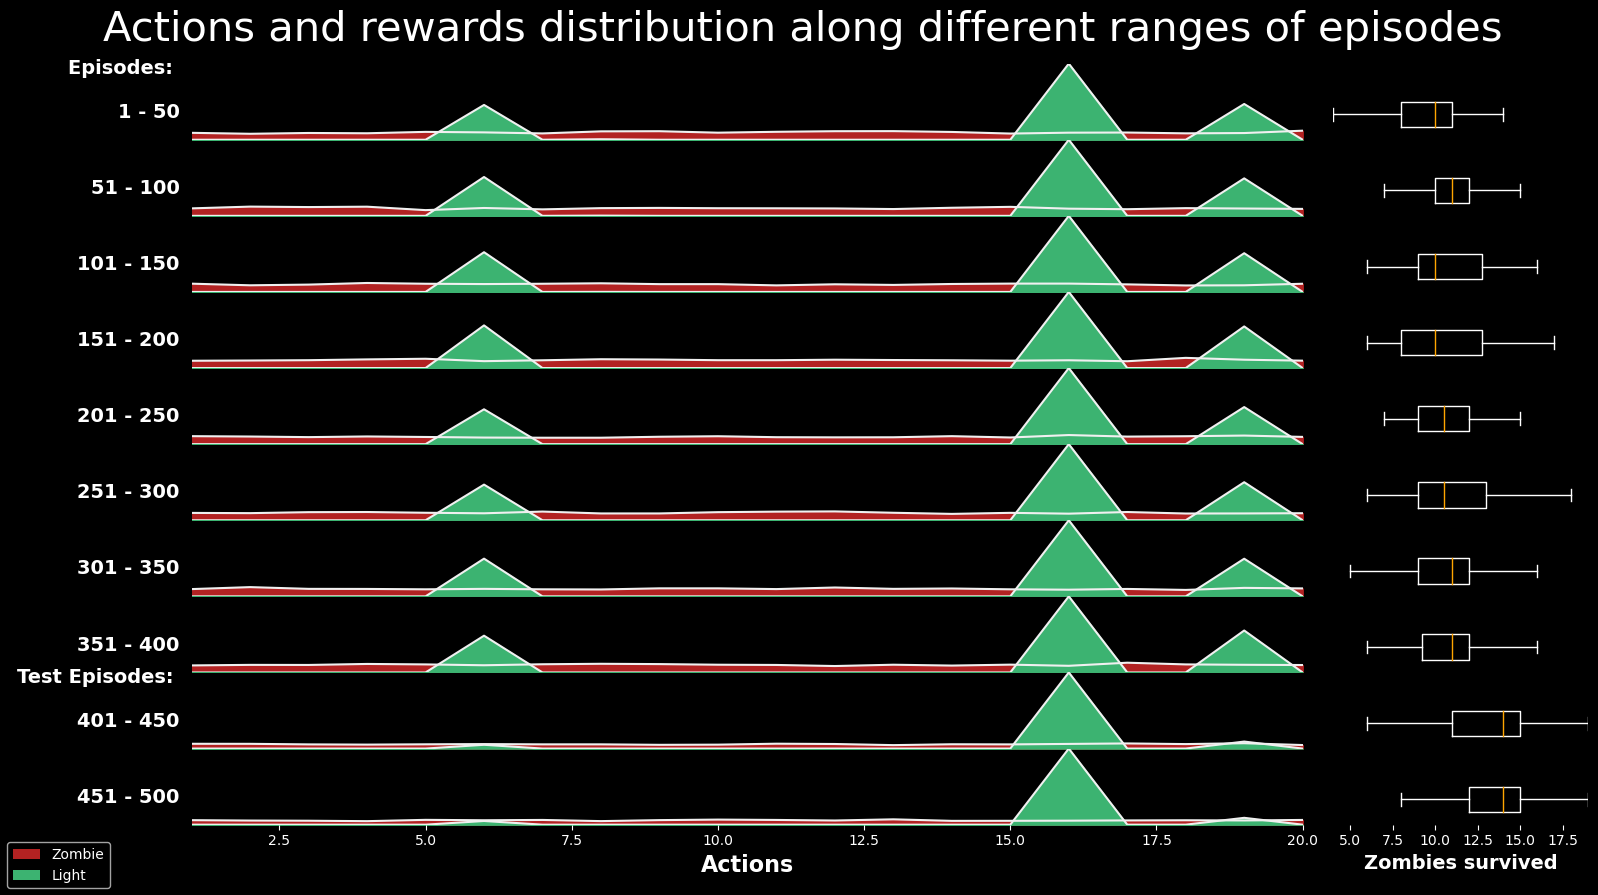 Actions and rewards distribution along different ranges of episodes
Episodes:
1 - 50
51 - 100
101 - 150
151 - 200
201 - 250
251 - 300
301 - 350
351 - 400
Test Episodes:
401 - 450
451 - 500
2.5 5.0 7.5 10.0 12.5 15.0 17.5 20.0
5.0 7.5 10.0 12.5 15.0 17.5
Actions
Zombies survived
Zombie
Light